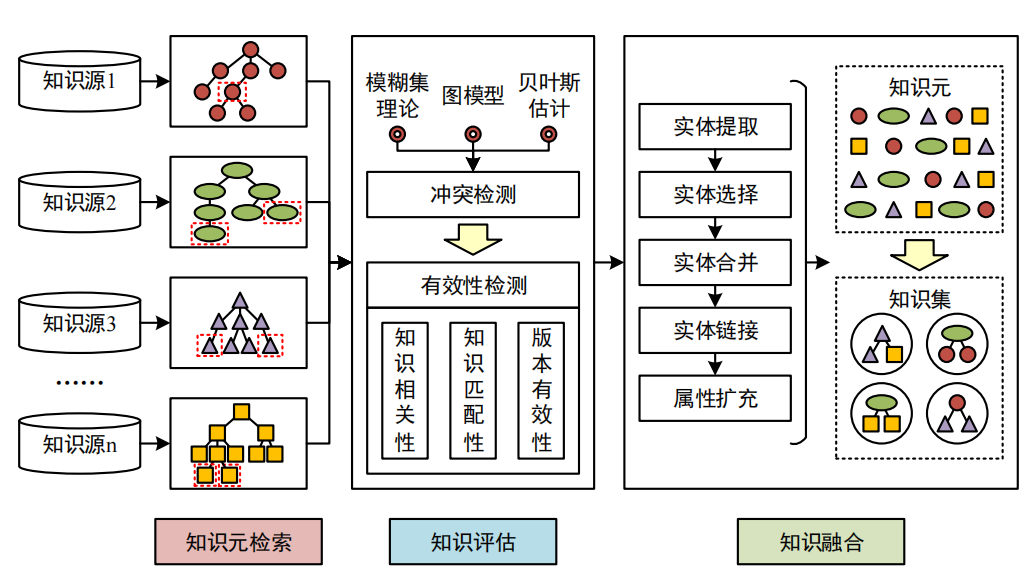 知识源1
知识源2
知识源3
……
知识源n
知识元检索
模糊集
理论
图模型
贝叶斯
估计
冲突检测
有效性检测
知识相关性
知识匹配性
版本有效性
知识评估
实体提取
实体选择
实体合并
实体链接
属性扩充
知识元
知识集
知识融合